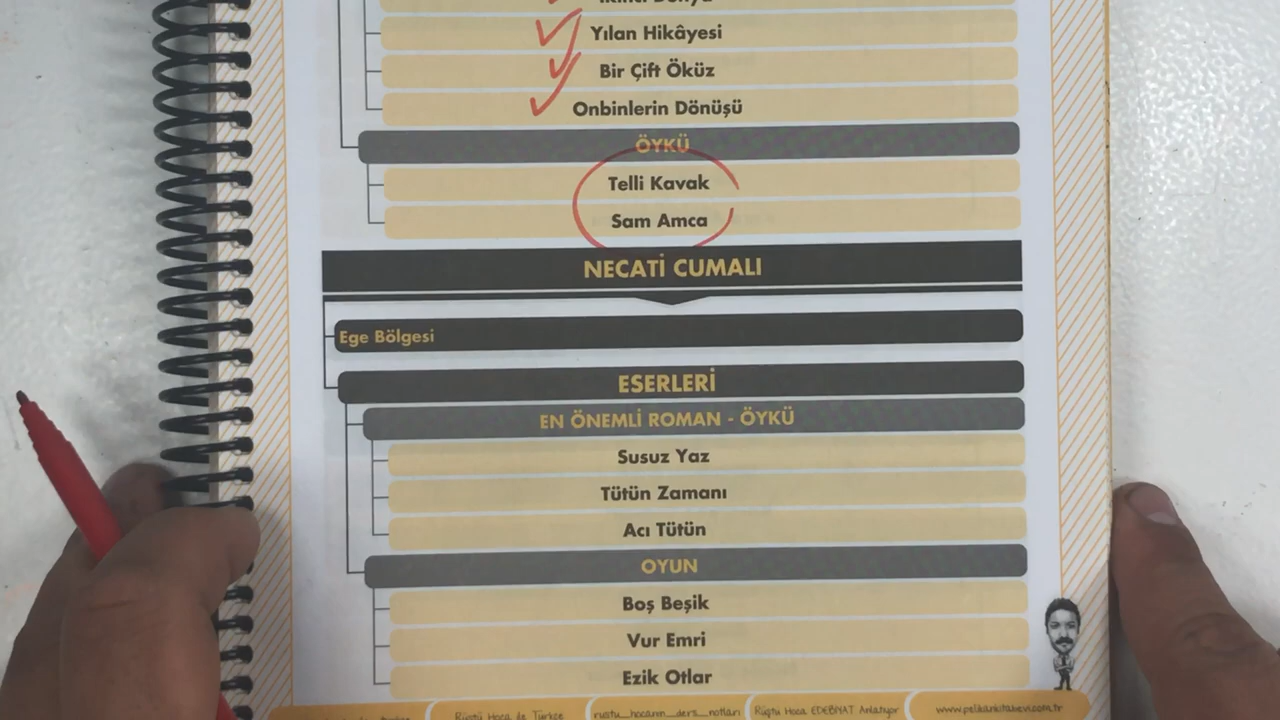 Yılan Hikâyesi
Bir Çift Öküz
Onbinlerin Dönüşü
ÖYKÜ
Telli Kavak
Sam Amca
NECATİ CUMALI
Ege Bölgesi
ESERLERİ
EN ÖNEMLİ ROMAN - ÖYKÜ
Susuz Yaz
Tütün Zamanı
Acı Tütün
OYUN
Boş Beşik
Vur Emri
Ezik Otlar
Rüştü Hoca ile Türkçe
rustu_hocanın_ders_notları
Rüştü Hoca EDEBİYAT Anlatıyor
www.pelikankitabevi.com.tr